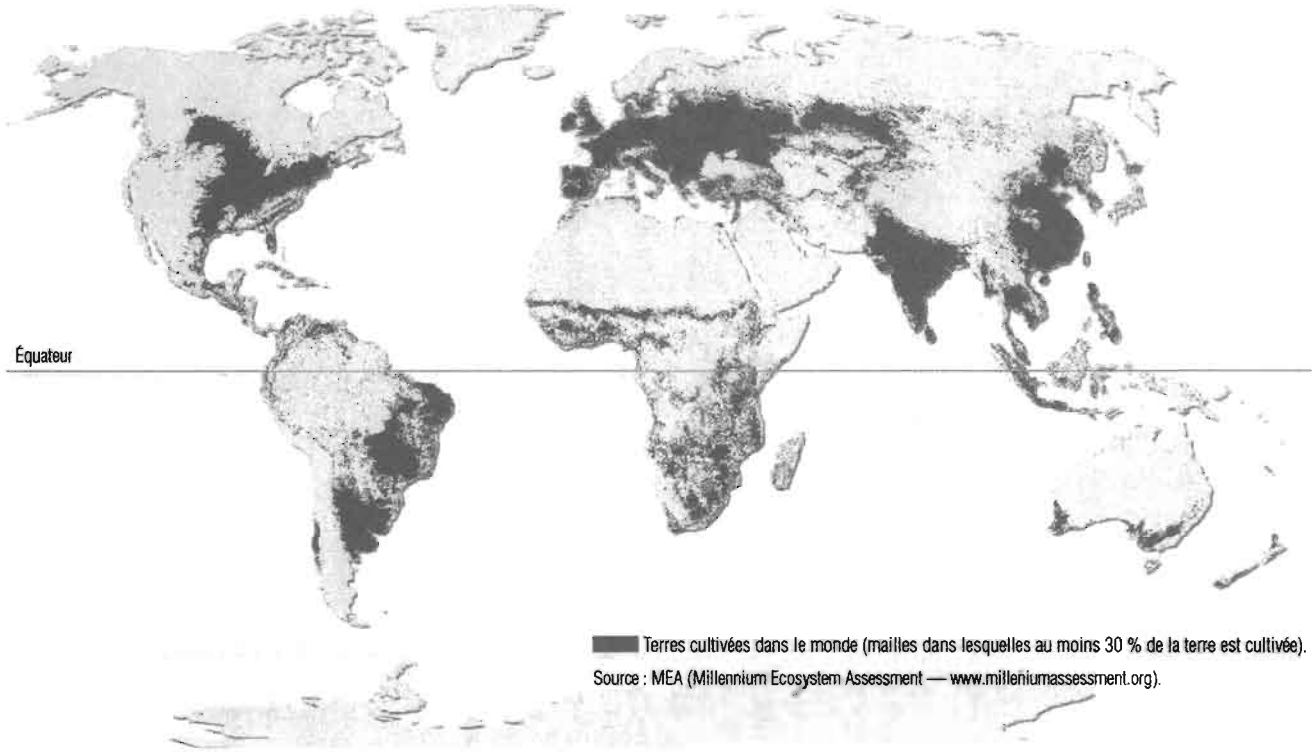 Équateur
Terres cultivées dans le monde (mailles dans lesquelles au moins 30 % de la terre est cultivée).
Source : MEA (Millennium Ecosystem Assessment — www.milleniumassessment.org).